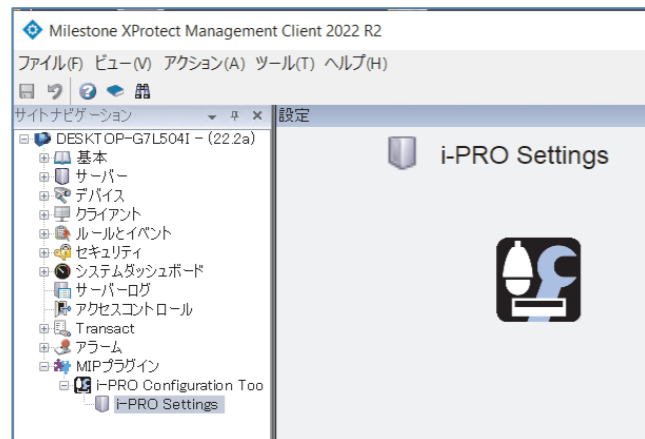 Milestone XProtect Management Client 2022 R2
ファイル(F) ビュー(V) アクション(A) ツール(T) ヘルプ(H)
サイトナビゲーション
設定
DESKTOP-G7L504I - (22.2a)
基本
サーバー
デバイス
クライアント
ルールとイベント
セキュリティ
システムダッシュボード
サーバーログ
アクセスコントロール
Transact
アラーム
MIPプラグイン
i-PRO Configuration Too
i-PRO Settings
i-PRO Settings